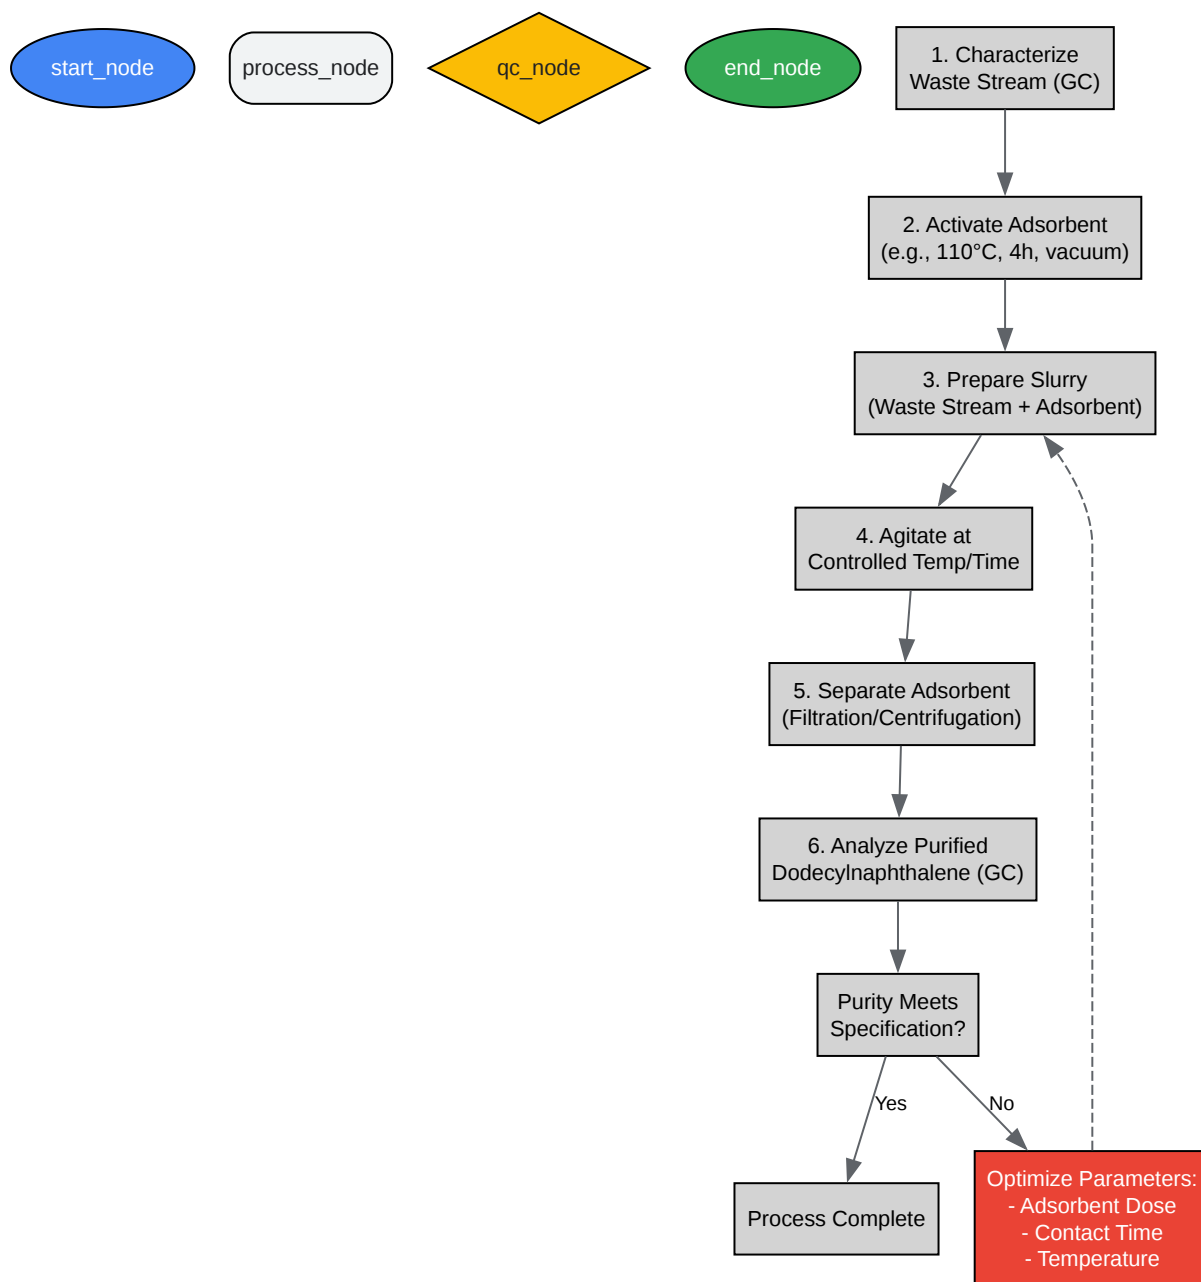 start_node
process_node
qc_node
end_node
1. Characterize
Waste Stream (GC)
2. Activate Adsorbent
(e.g., 110°C, 4h, vacuum)
3. Prepare Slurry
(Waste Stream + Adsorbent)
4. Agitate at
Controlled Temp/Time
5. Separate Adsorbent
(Filtration/Centrifugation)
6. Analyze Purified
Dodecylnaphthalene (GC)
Purity Meets
Specification?
Yes
No
Process Complete
Optimize Parameters:
- Adsorbent Dose
- Contact Time
- Temperature